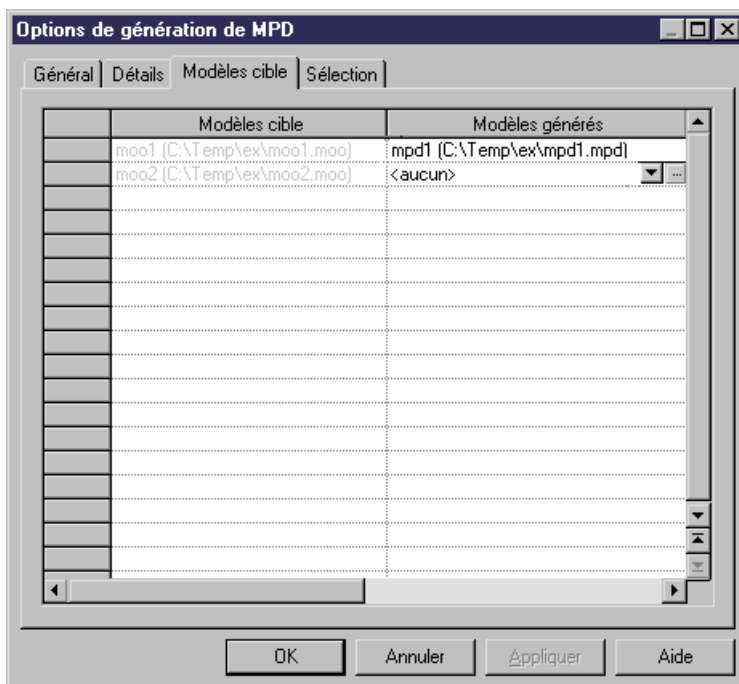 Options de génération de MPD
Général Détails Modèles cible Sélection
Modèles cible Modèles générés
moo1 (C:\Temp\ex\moo1.moo) mpd1 (C:\Temp\ex\mpd1.mpd)
moo2 (C:\Temp\ex\moo2.moo) <aucun> ...
OK Annuler Appliquer Aide